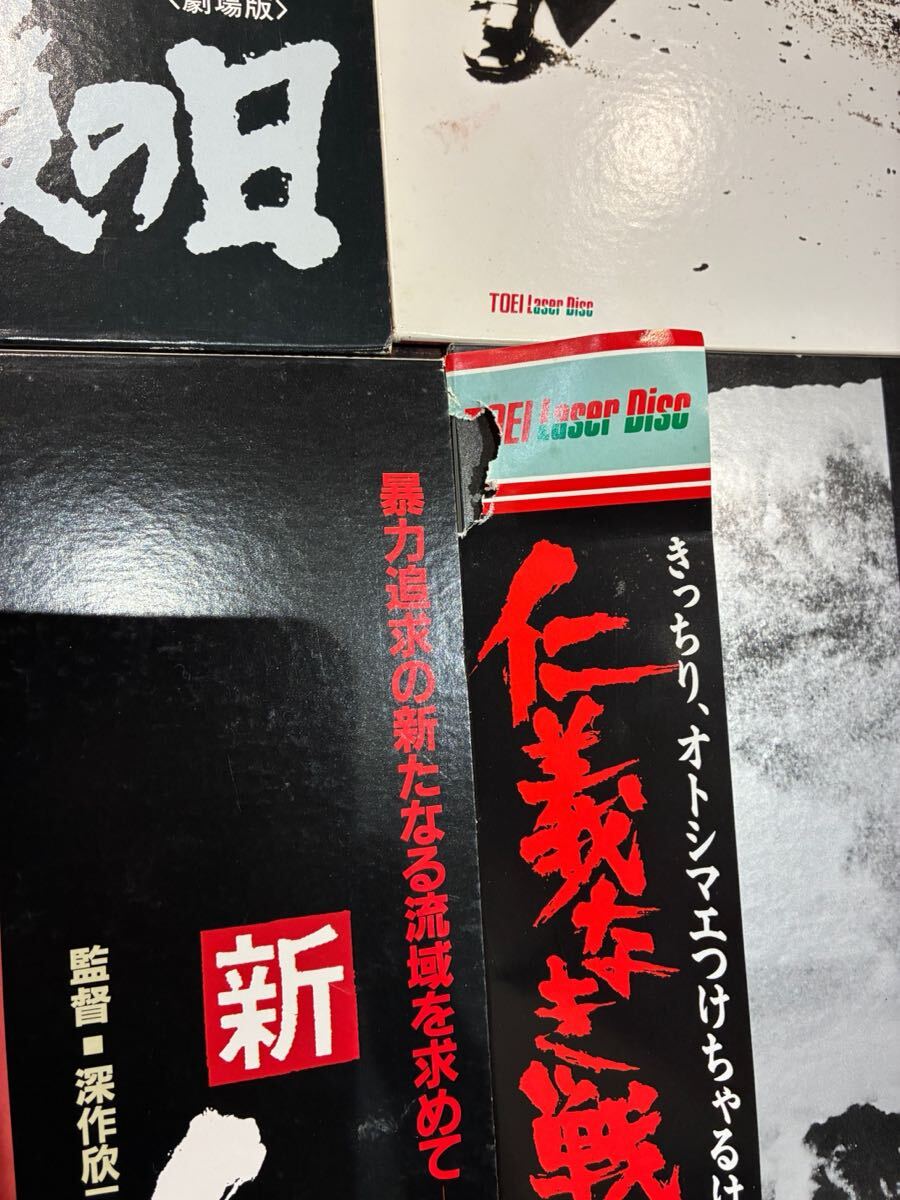 〈劇場版〉
の日
TOEI Laser Disc
TOEI Laser Disc
きっちり、オトシマエつけちゃるけ
仁義なき戦
暴力追求の新たなる流域を求めて
新
監督■深作欣